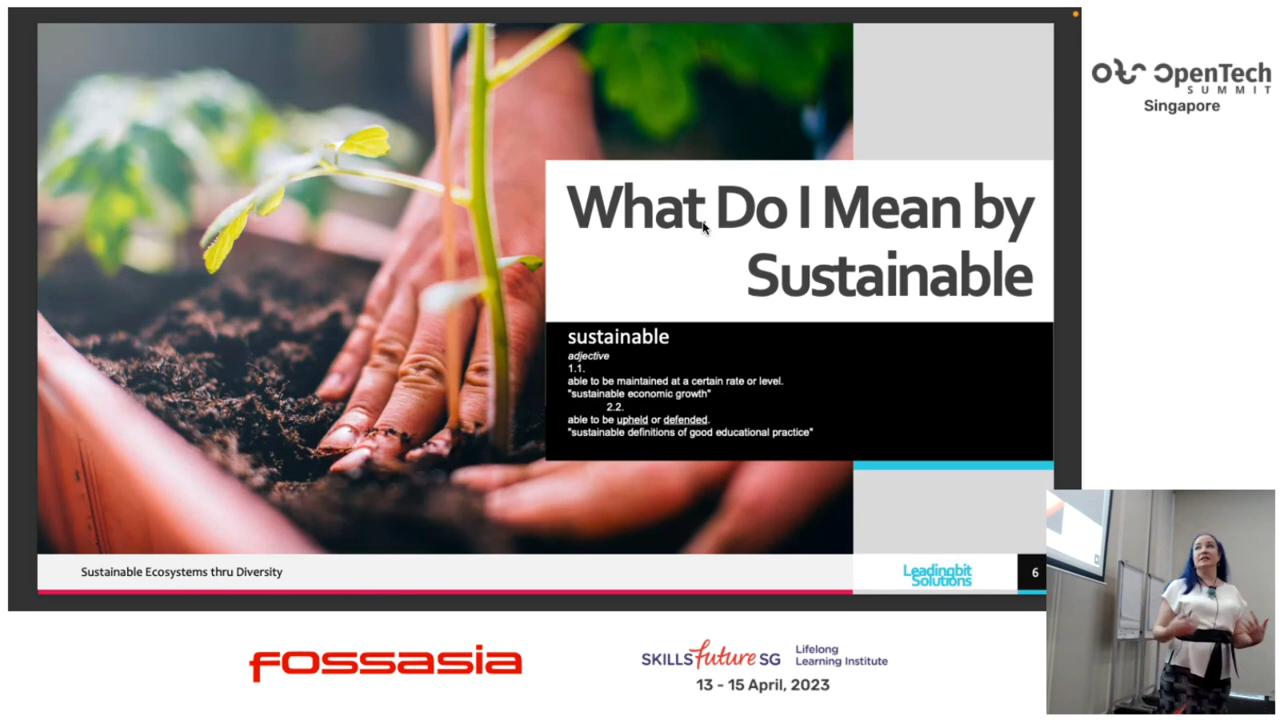 OpenTech
SUMMIT
Singapore
What Do I Mean by
Sustainable
sustainable
adjective
1.1.
able to be maintained at a certain rate or level.
"sustainable economic growth"
2.2.
able to be upheld or defended.
"sustainable definitions of good educational practice"
Sustainable Ecosystems thru Diversity
Leadingbit
Solutions
6
fossasia
SKILLSfuture SG
Lifelong
Learning Institute
13 - 15 April, 2023